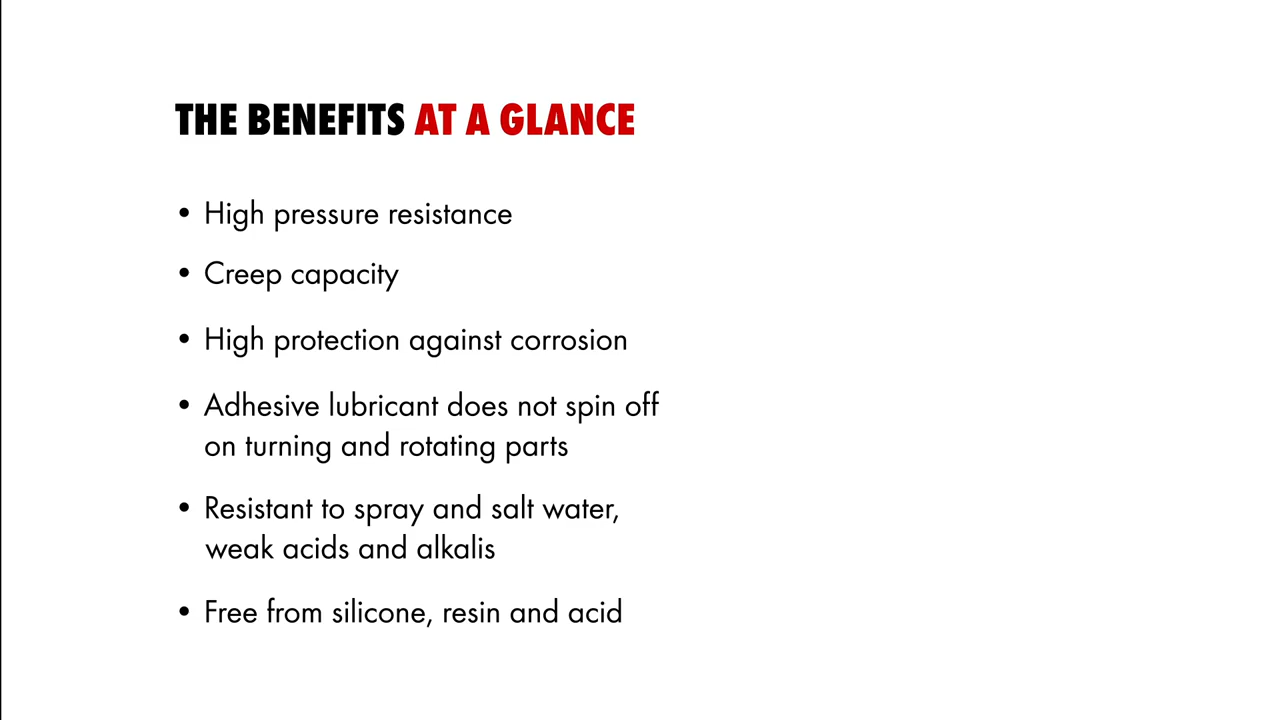 THE BENEFITS AT A GLANCE
• High pressure resistance
• Creep capacity
• High protection against corrosion
• Adhesive lubricant does not spin off
on turning and rotating parts
• Resistant to spray and salt water,
weak acids and alkalis
• Free from silicone, resin and acid